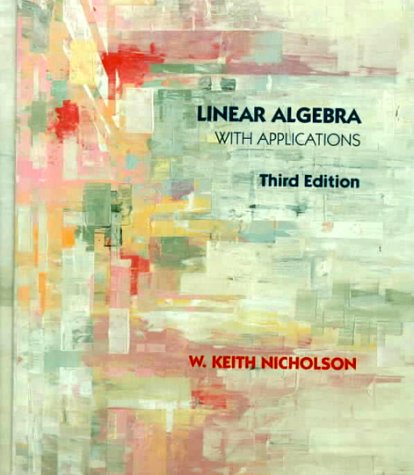 LINEAR ALGEBRA
WITH APPLICATIONS
Third Edition
W. KEITH NICHOLSON